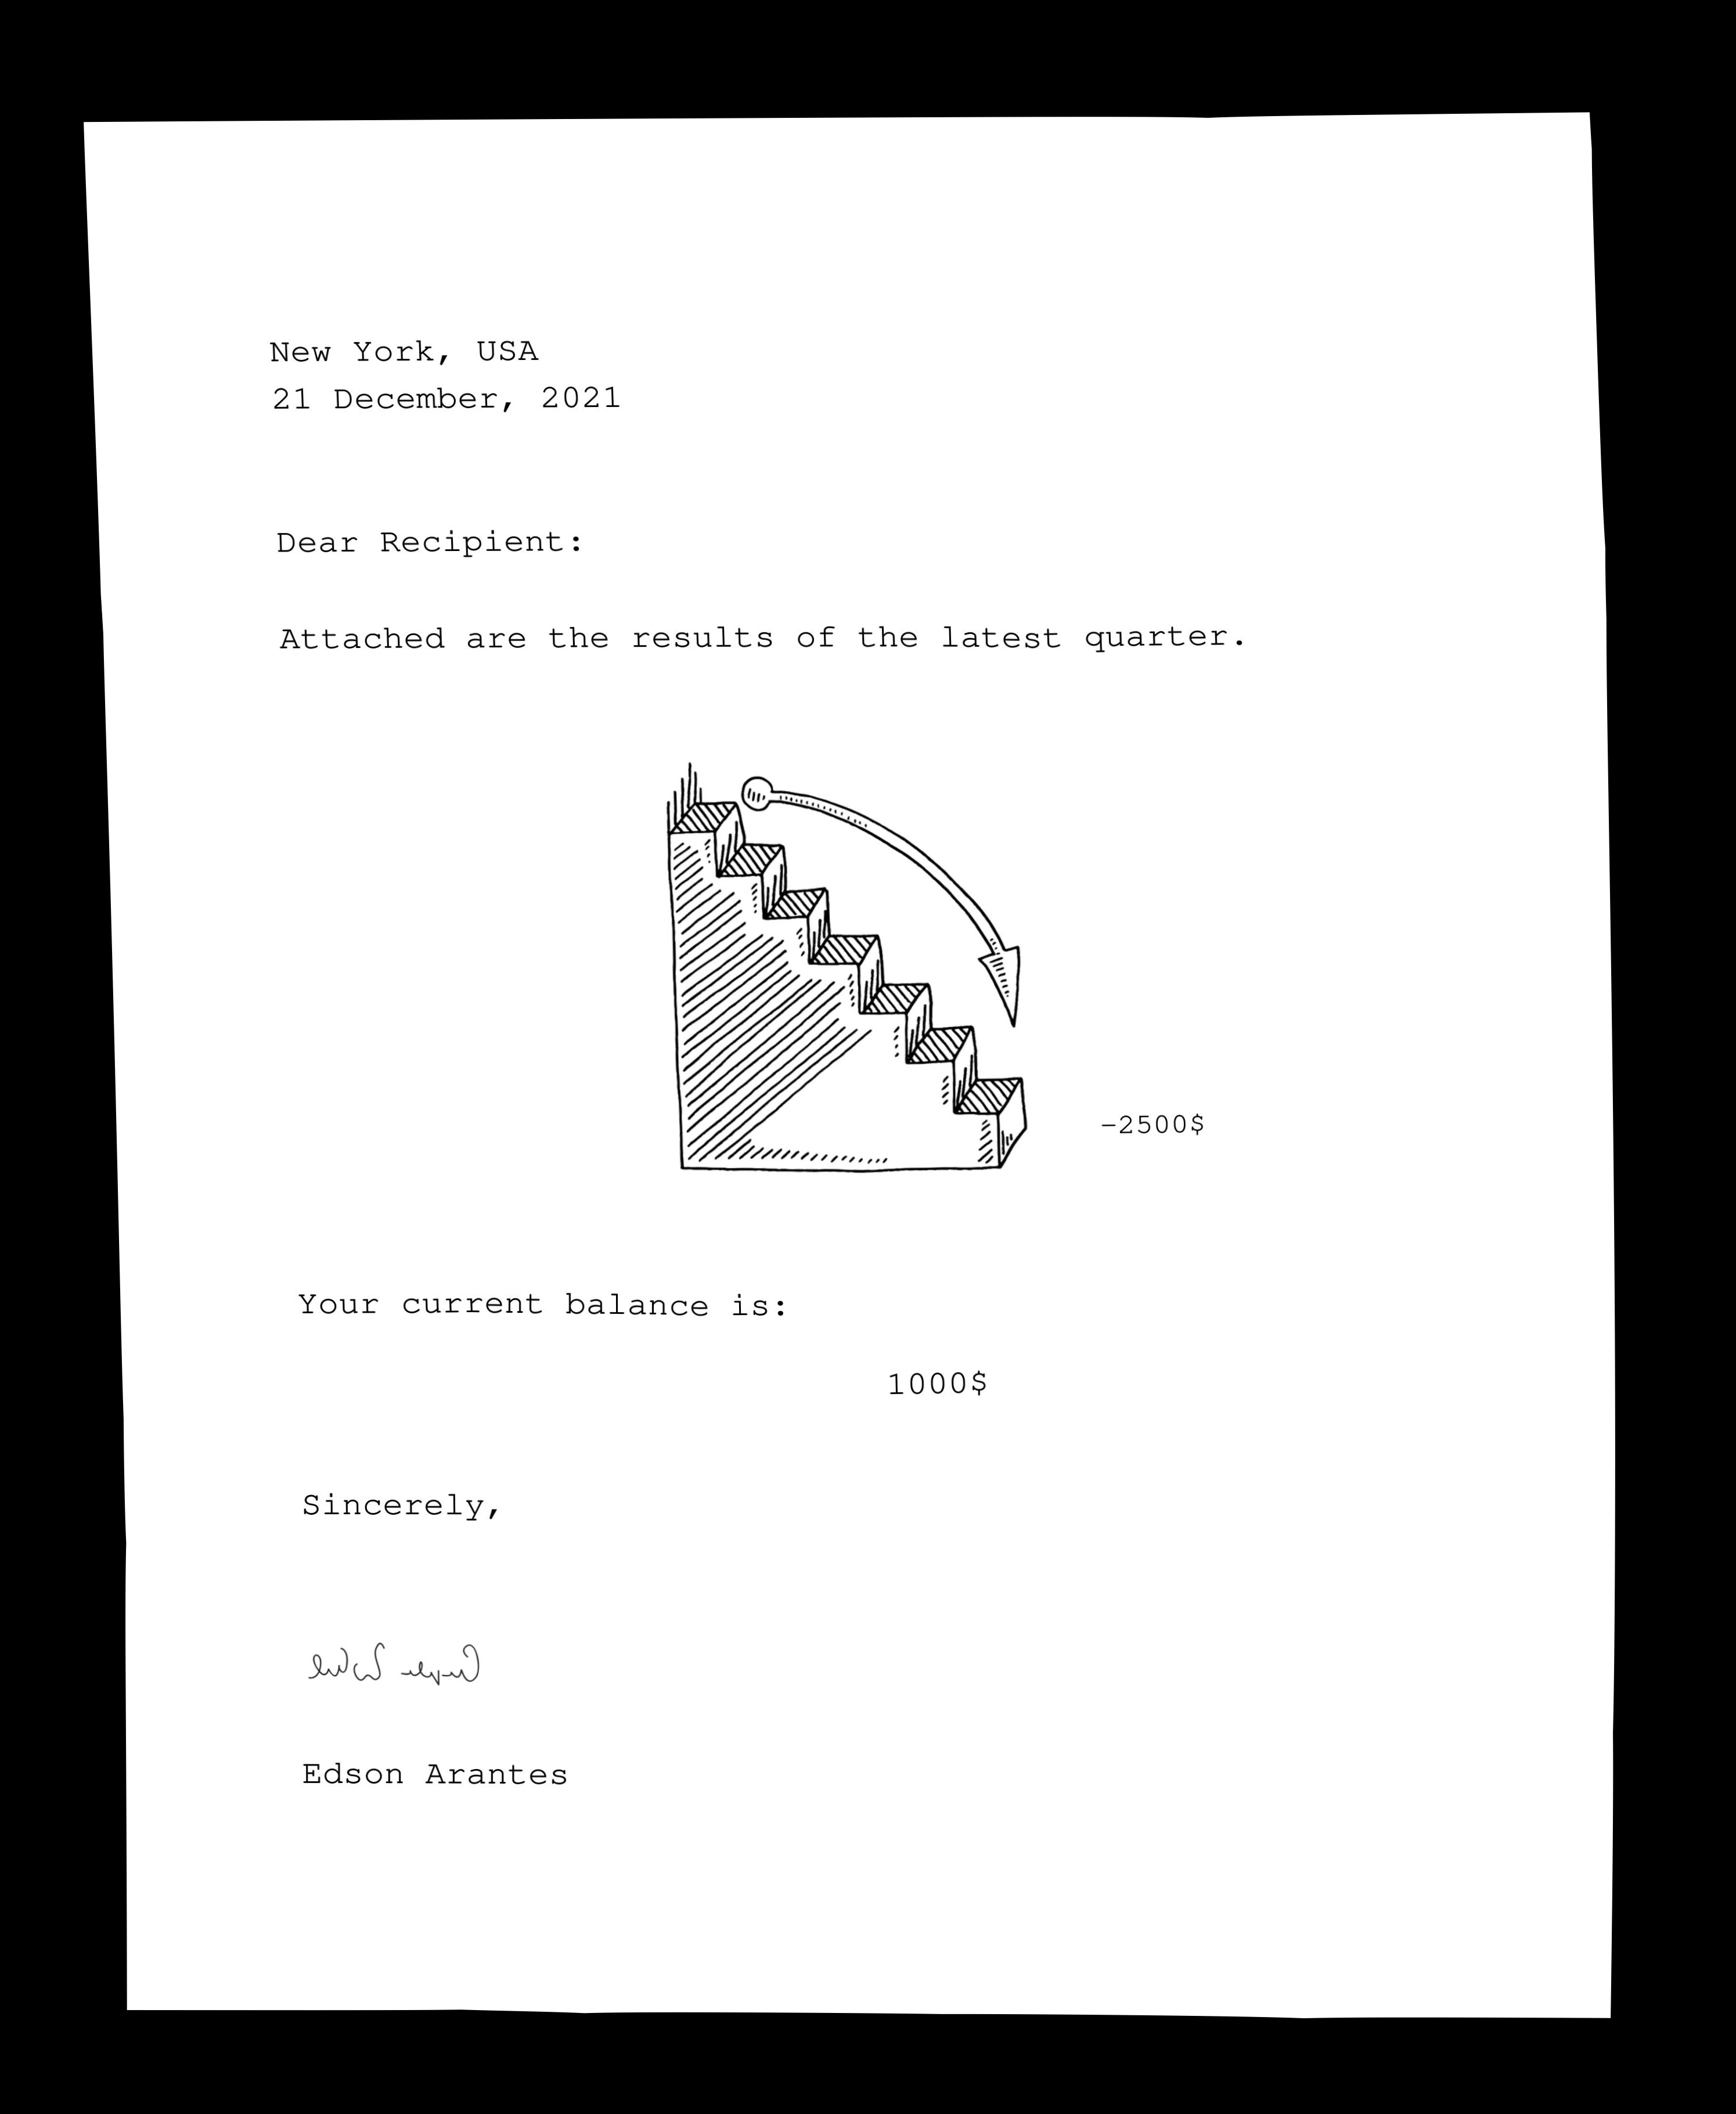 New York, USA
21 December, 2021
Dear Recipient:
Attached are the results of the latest quarter.
−2500$
Your current balance is:
1000$
Sincerely,
Edson Arantes